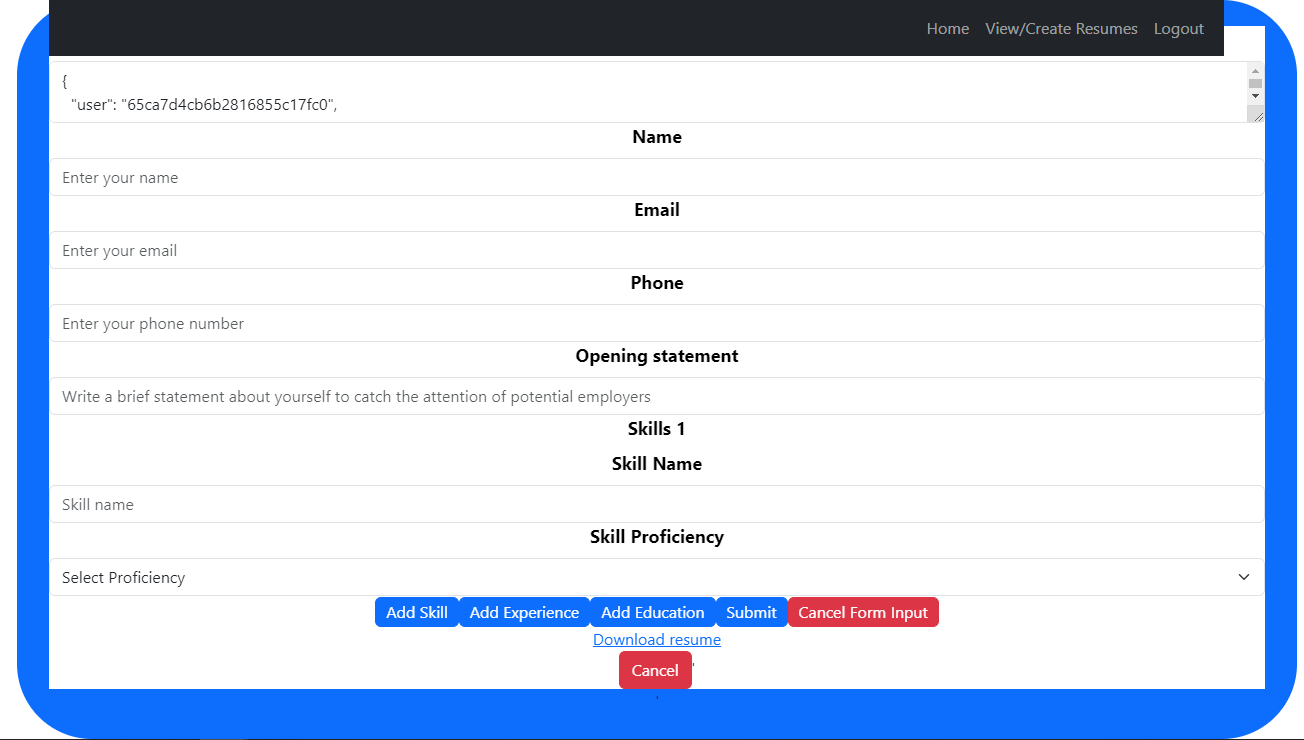 Home View/Create Resumes Logout
{
"user": "65ca7d4cb6b2816855c17fc0",
Name
Enter your name
Email
Enter your email
Phone
Enter your phone number
Opening statement
Write a brief statement about yourself to catch the attention of potential employers
Skills 1
Skill Name
Skill name
Skill Proficiency
Select Proficiency
Add Skill Add Experience Add Education Submit Cancel Form Input
Download resume
Cancel '
'